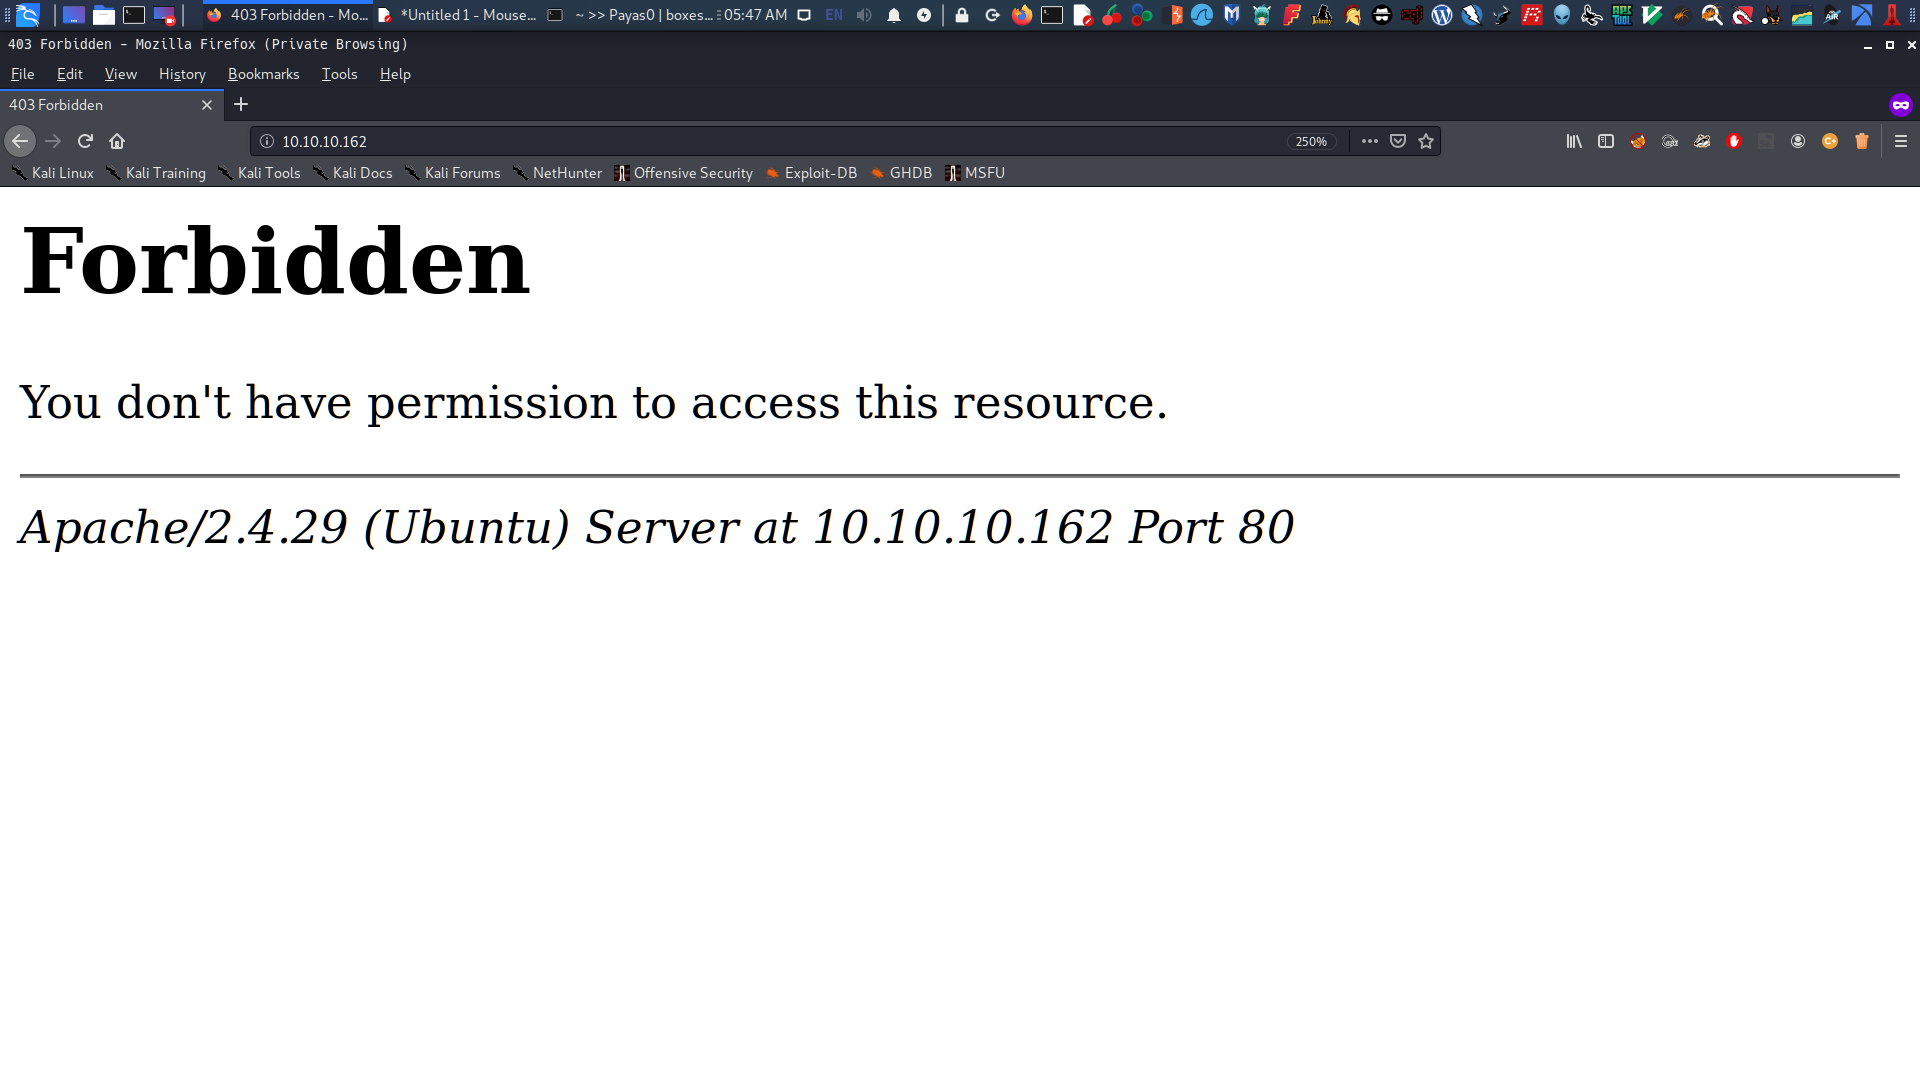 403 Forbidden - Mo... *Untitled 1 - Mouse... ~ >> Payas0 | boxes... 05:47 AM EN
403 Forbidden - Mozilla Firefox (Private Browsing)
File Edit View History Bookmarks Tools Help
403 Forbidden
10.10.10.162 250%
Kali Linux Kali Training Kali Tools Kali Docs Kali Forums NetHunter Offensive Security Exploit-DB GHDB MSFU
Forbidden
You don't have permission to access this resource.
Apache/2.4.29 (Ubuntu) Server at 10.10.10.162 Port 80